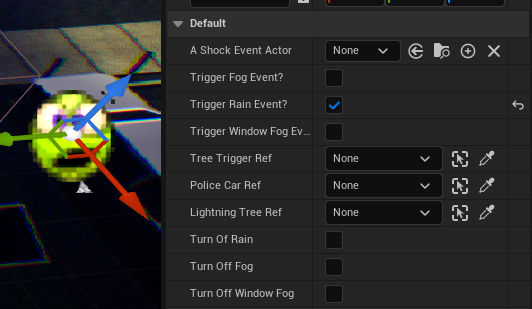 Default
A Shock Event Actor None
Trigger Fog Event?
Trigger Rain Event?
Trigger Window Fog Ev...
Tree Trigger Ref None
Police Car Ref None
Lightning Tree Ref None
Turn Of Rain
Turn Off Fog
Turn Off Window Fog